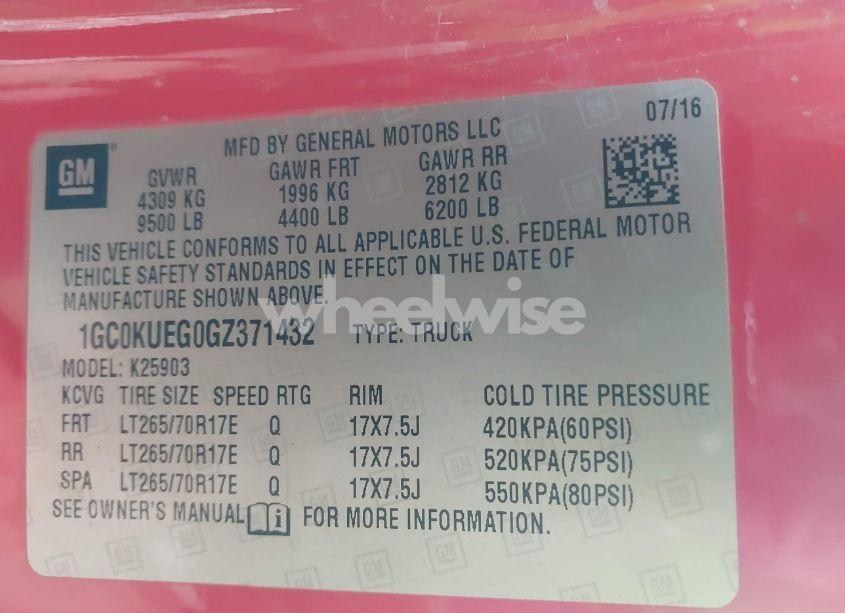 07/16
MFD BY GENERAL MOTORS LLC
GM
GVWR GAWR FRT GAWR RR
4309 KG 1996 KG 2812 KG
9500 LB 4400 LB 6200 LB
THIS VEHICLE CONFORMS TO ALL APPLICABLE U.S. FEDERAL MOTOR
VEHICLE SAFETY STANDARDS IN EFFECT ON THE DATE OF
MANUFACTURE SHOWN ABOVE.
wheelwise
1GC0KUEG0GZ371432 TYPE: TRUCK
MODEL: K25903
KCVG TIRE SIZE SPEED RTG RIM COLD TIRE PRESSURE
FRT LT265/70R17E Q 17X7.5J 420KPA(60PSI)
RR LT265/70R17E Q 17X7.5J 520KPA(75PSI)
SPA LT265/70R17E Q 17X7.5J 550KPA(80PSI)
SEE OWNER'S MANUAL i FOR MORE INFORMATION.